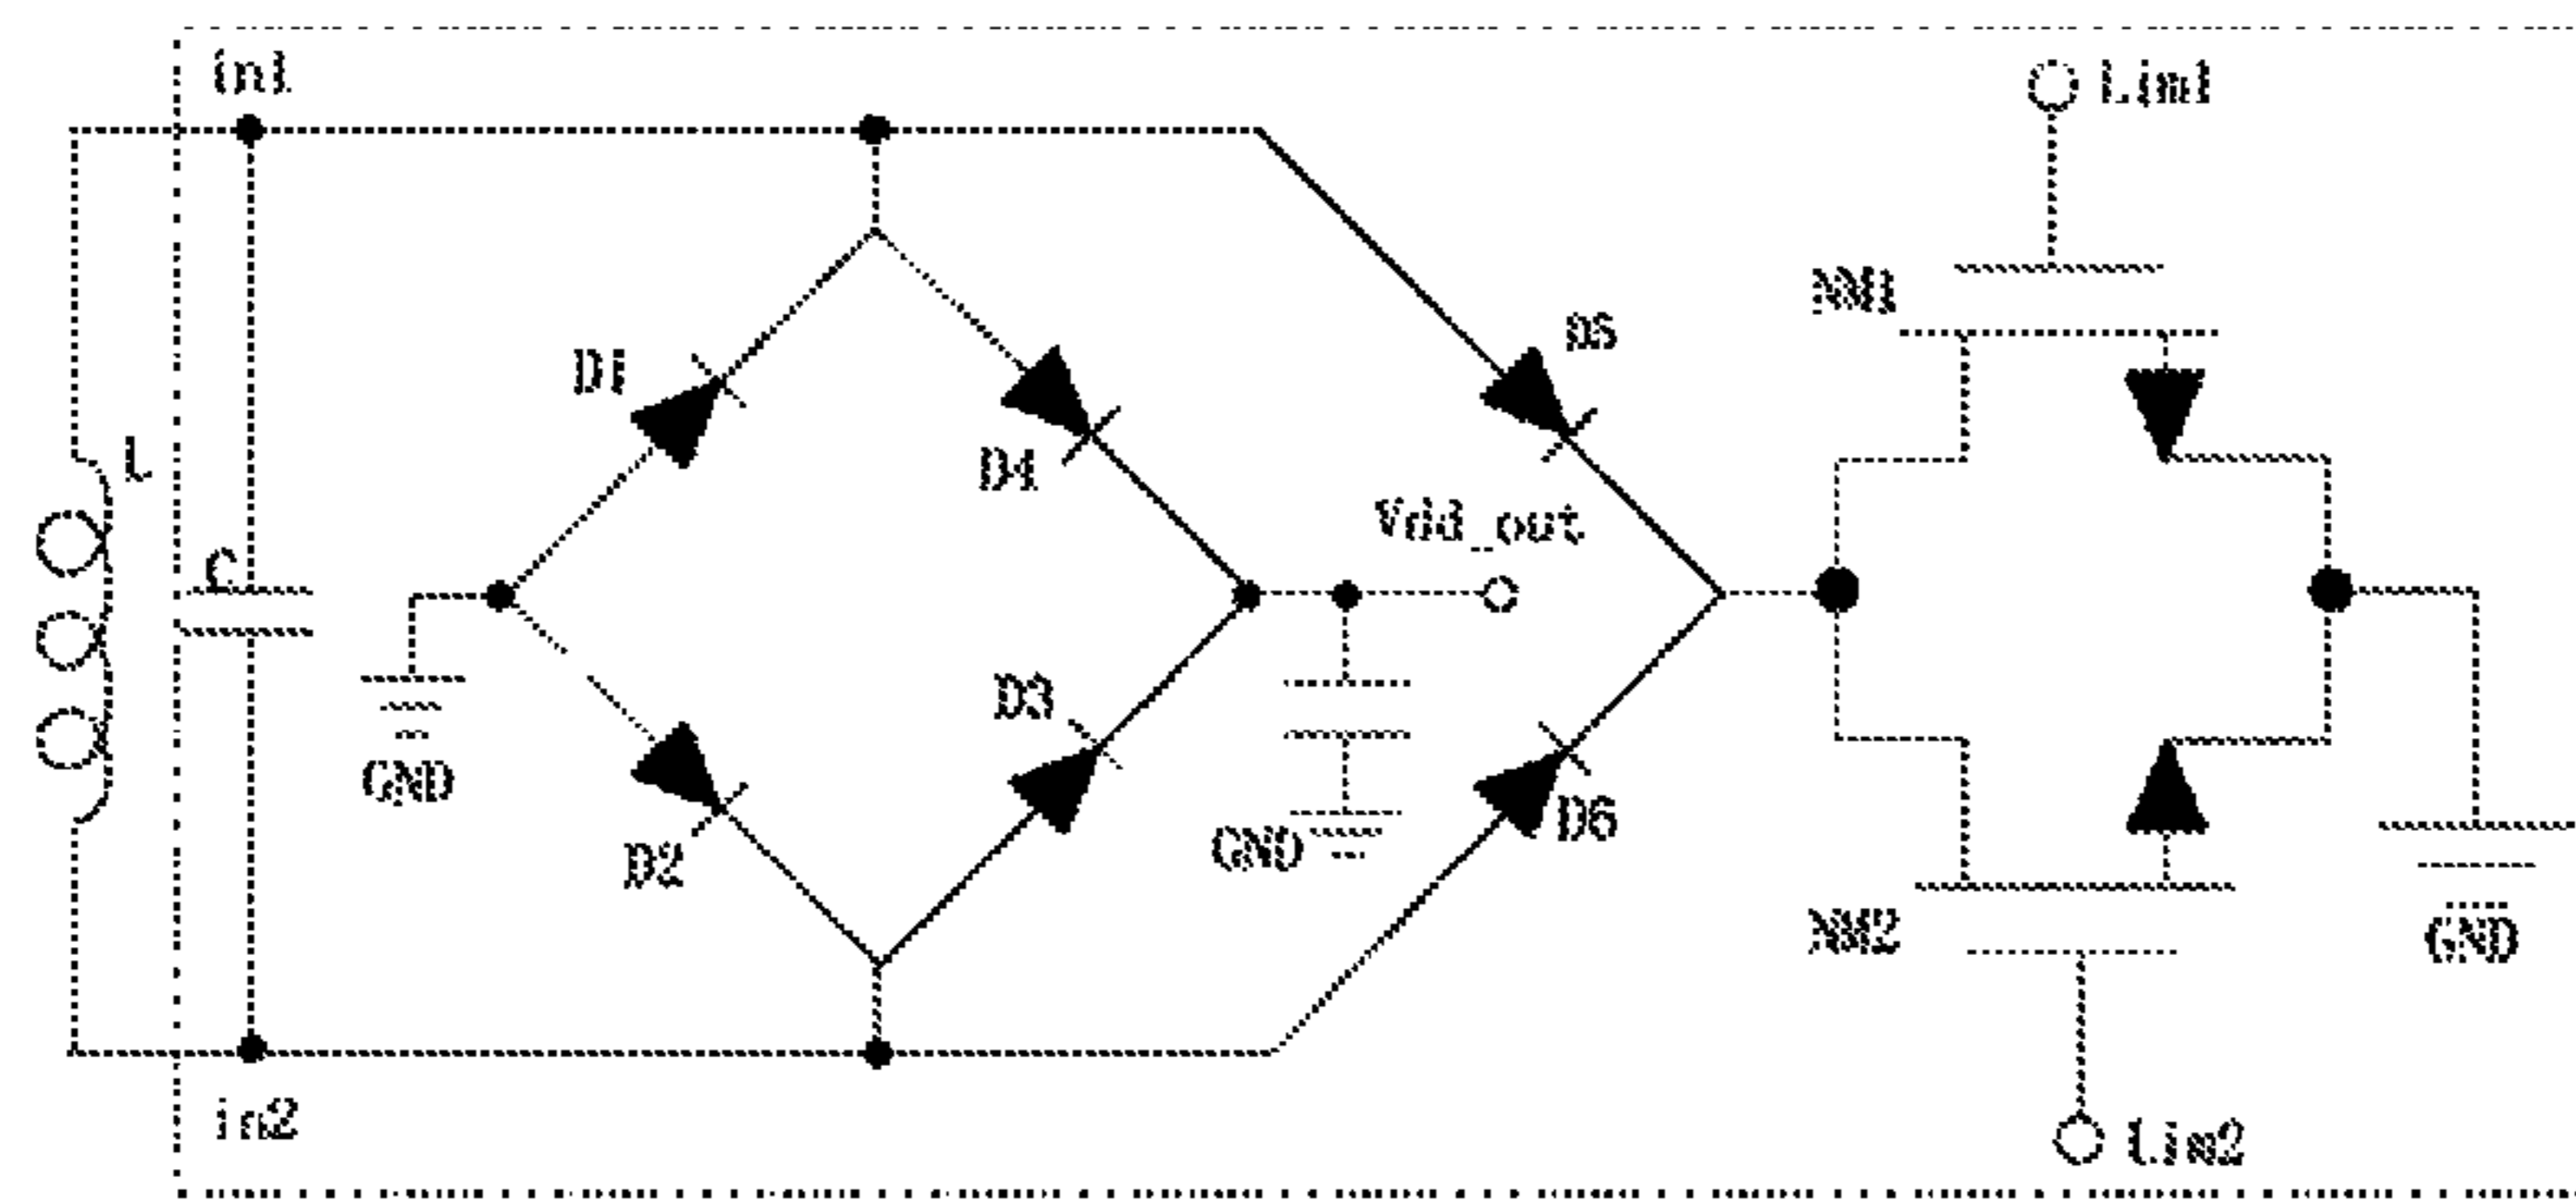 in1
Lim1
NM1
D5
D1
L
D4
Vdd_out
C
D3
GND
D6
GND
D2
NM2
GND
in2
Lim2